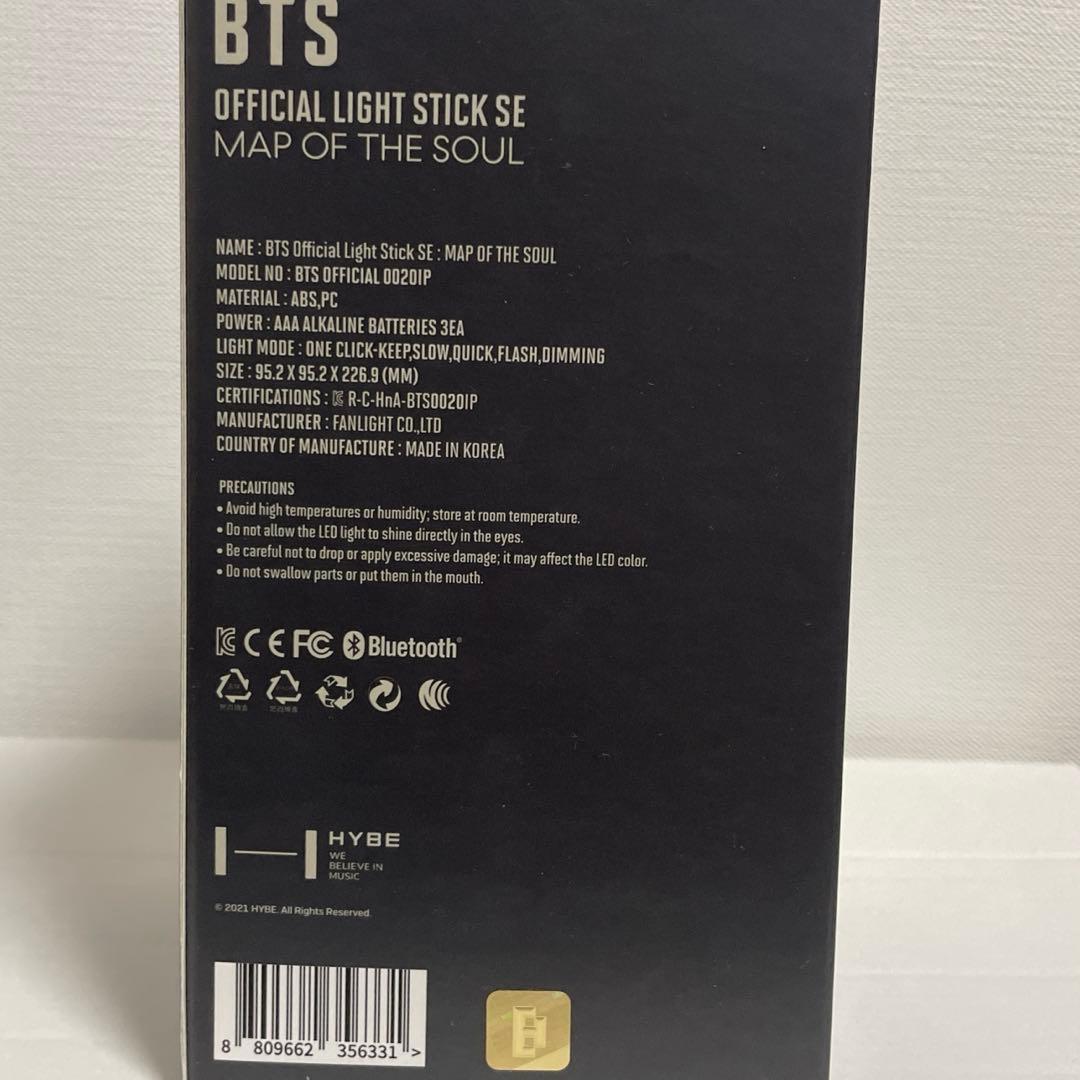 BTS
OFFICIAL LIGHT STICK SE
MAP OF THE SOUL
NAME : BTS Official Light Stick SE : MAP OF THE SOUL
MODEL NO : BTS OFFICIAL 0020IP
MATERIAL : ABS,PC
POWER : AAA ALKALINE BATTERIES 3EA
LIGHT MODE : ONE CLICK-KEEP,SLOW,QUICK,FLASH,DIMMING
SIZE : 95.2 X 95.2 X 226.9 (MM)
CERTIFICATIONS : R-C-HnA-BTS0020IP
MANUFACTURER : FANLIGHT CO.,LTD
COUNTRY OF MANUFACTURE : MADE IN KOREA
PRECAUTIONS
• Avoid high temperatures or humidity; store at room temperature.
• Do not allow the LED light to shine directly in the eyes.
• Be careful not to drop or apply excessive damage; it may affect the LED color.
• Do not swallow parts or put them in the mouth.
CE FC Bluetooth®
HYBE
WE
BELIEVE IN
MUSIC
© 2021 HYBE. All Rights Reserved.
8 809662 356331 >